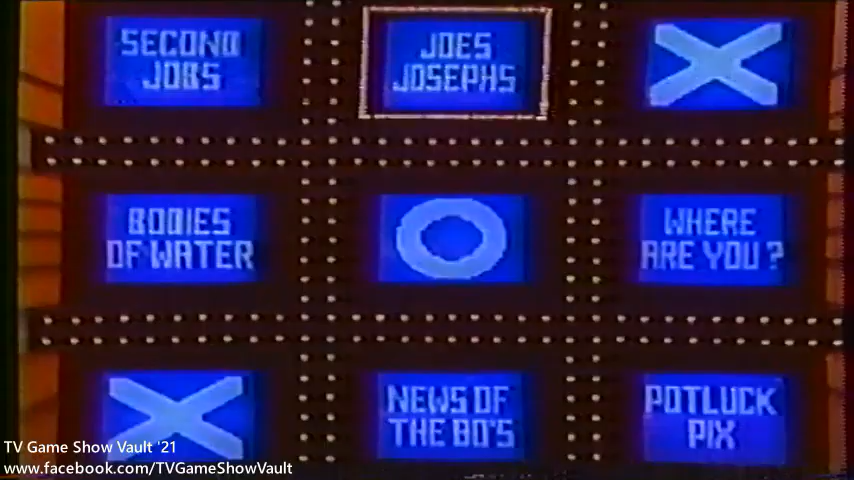 SECOND
JOBS
JOES
JOSEPHS
X
BODIES
OF WATER
O
WHERE
ARE YOU?
X
NEWS OF
THE 80'S
POTLUCK
PIX
TV Game Show Vault '21
www.facebook.com/TVGameShowVault